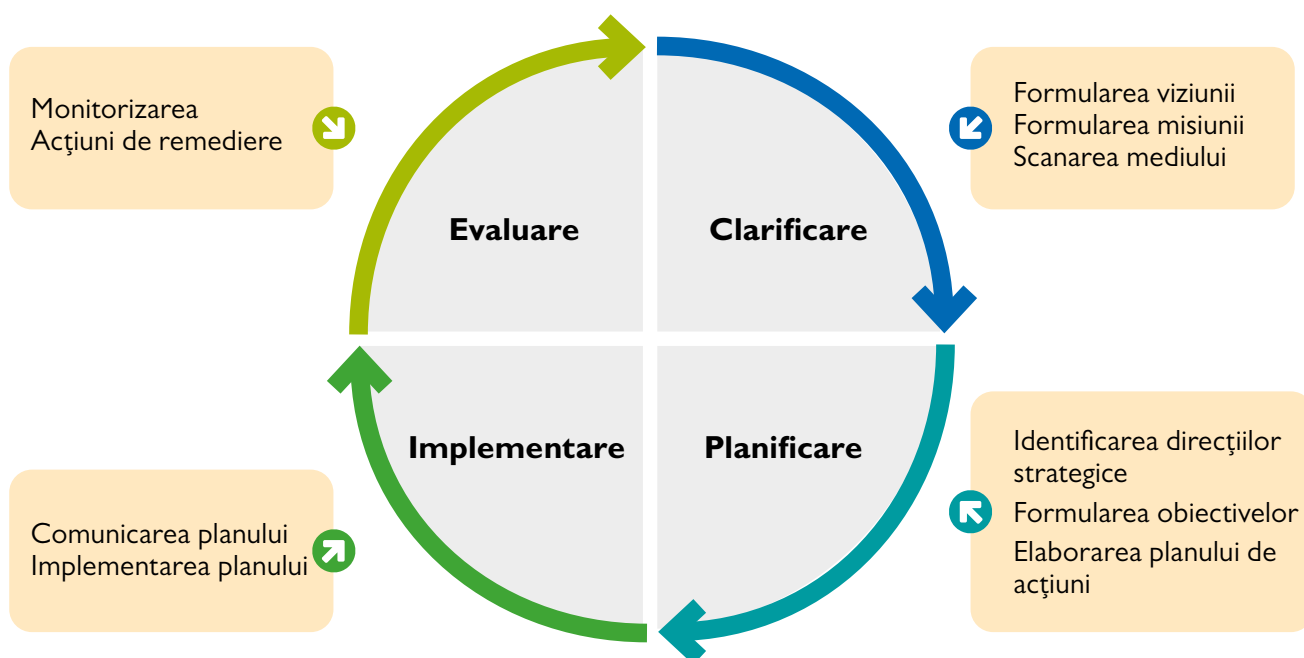 Monitorizarea
Acţiuni de remediere
Formularea viziunii
Formularea misiunii
Scanarea mediului
Evaluare
Clarificare
Implementare
Planificare
Comunicarea planului
Implementarea planului
Identificarea direcţiilor
strategice
Formularea obiectivelor
Elaborarea planului de
acţiuni